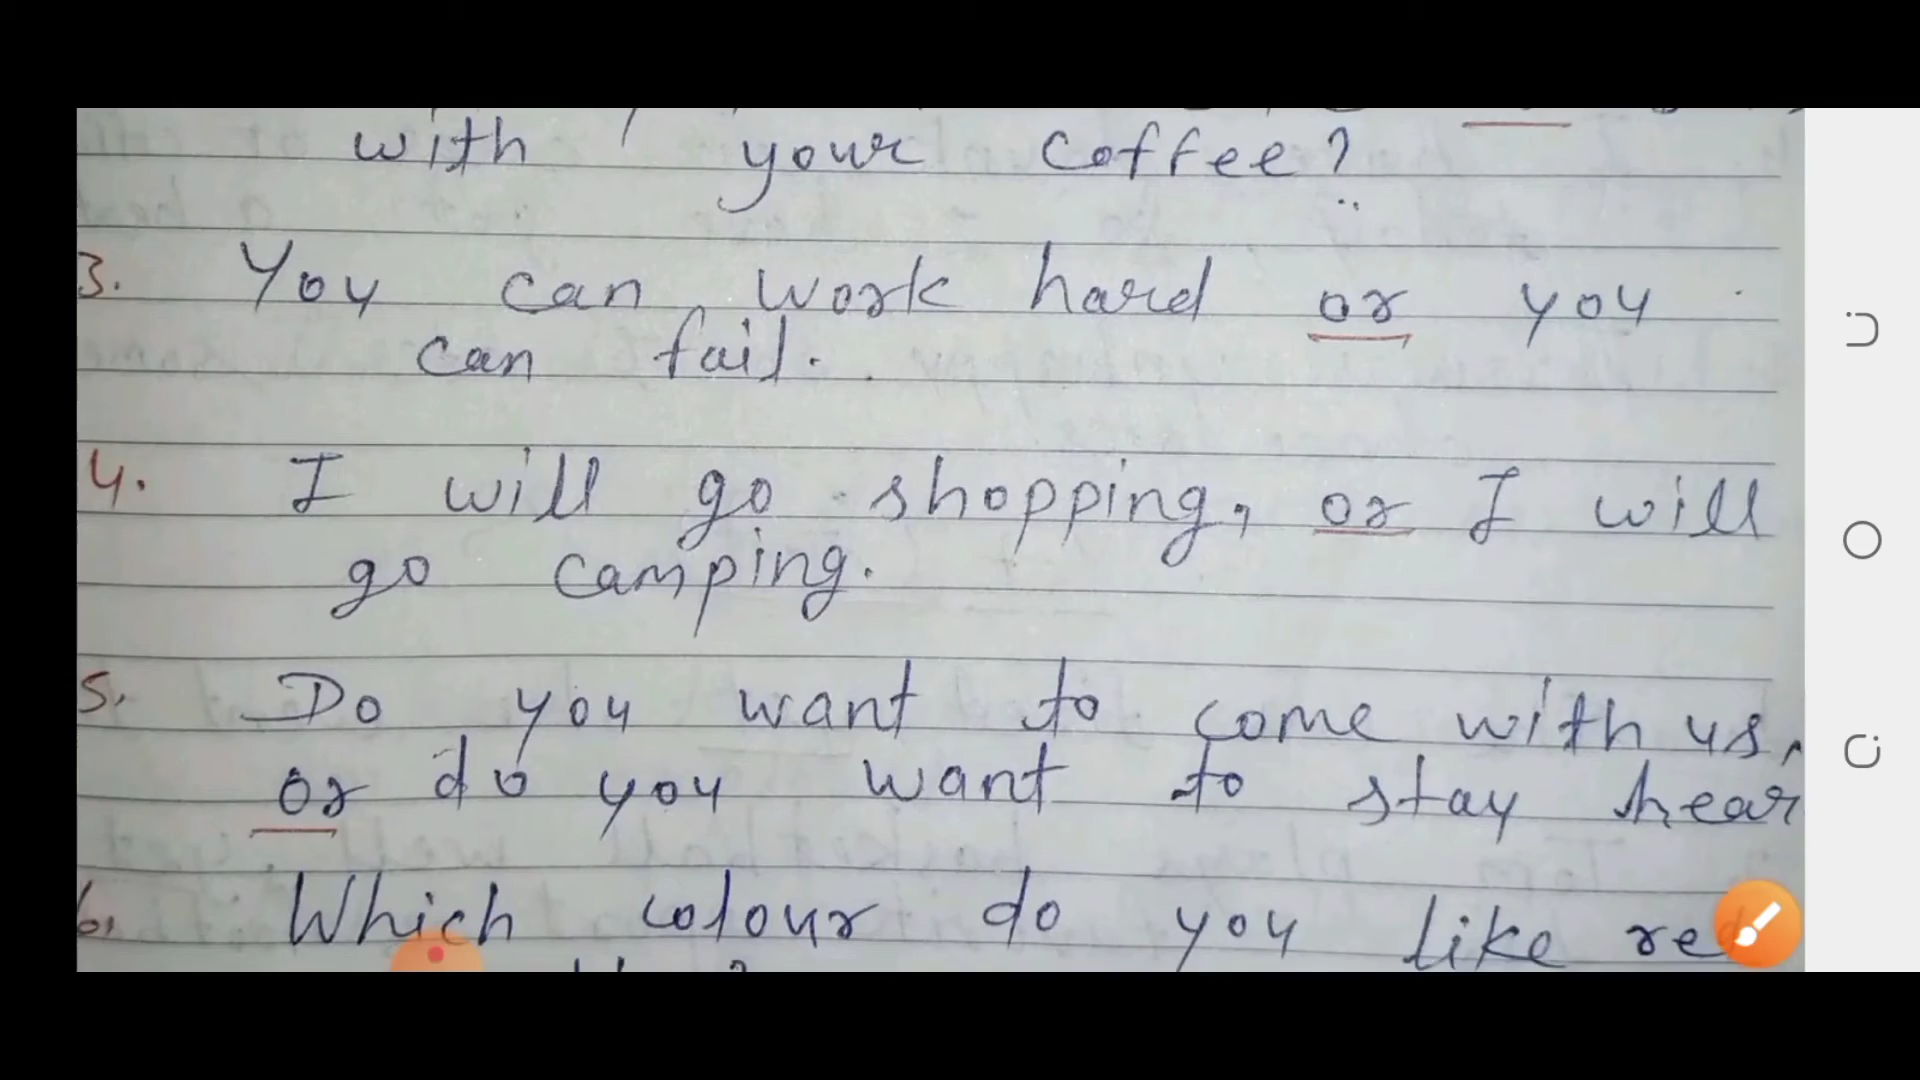 with your coffee?
3. You can work hard or you
can fail.
4. I will go shopping, or I will
go camping.
5. Do you want to come with us,
or do you want to stay hear
6. Which colour do you like red